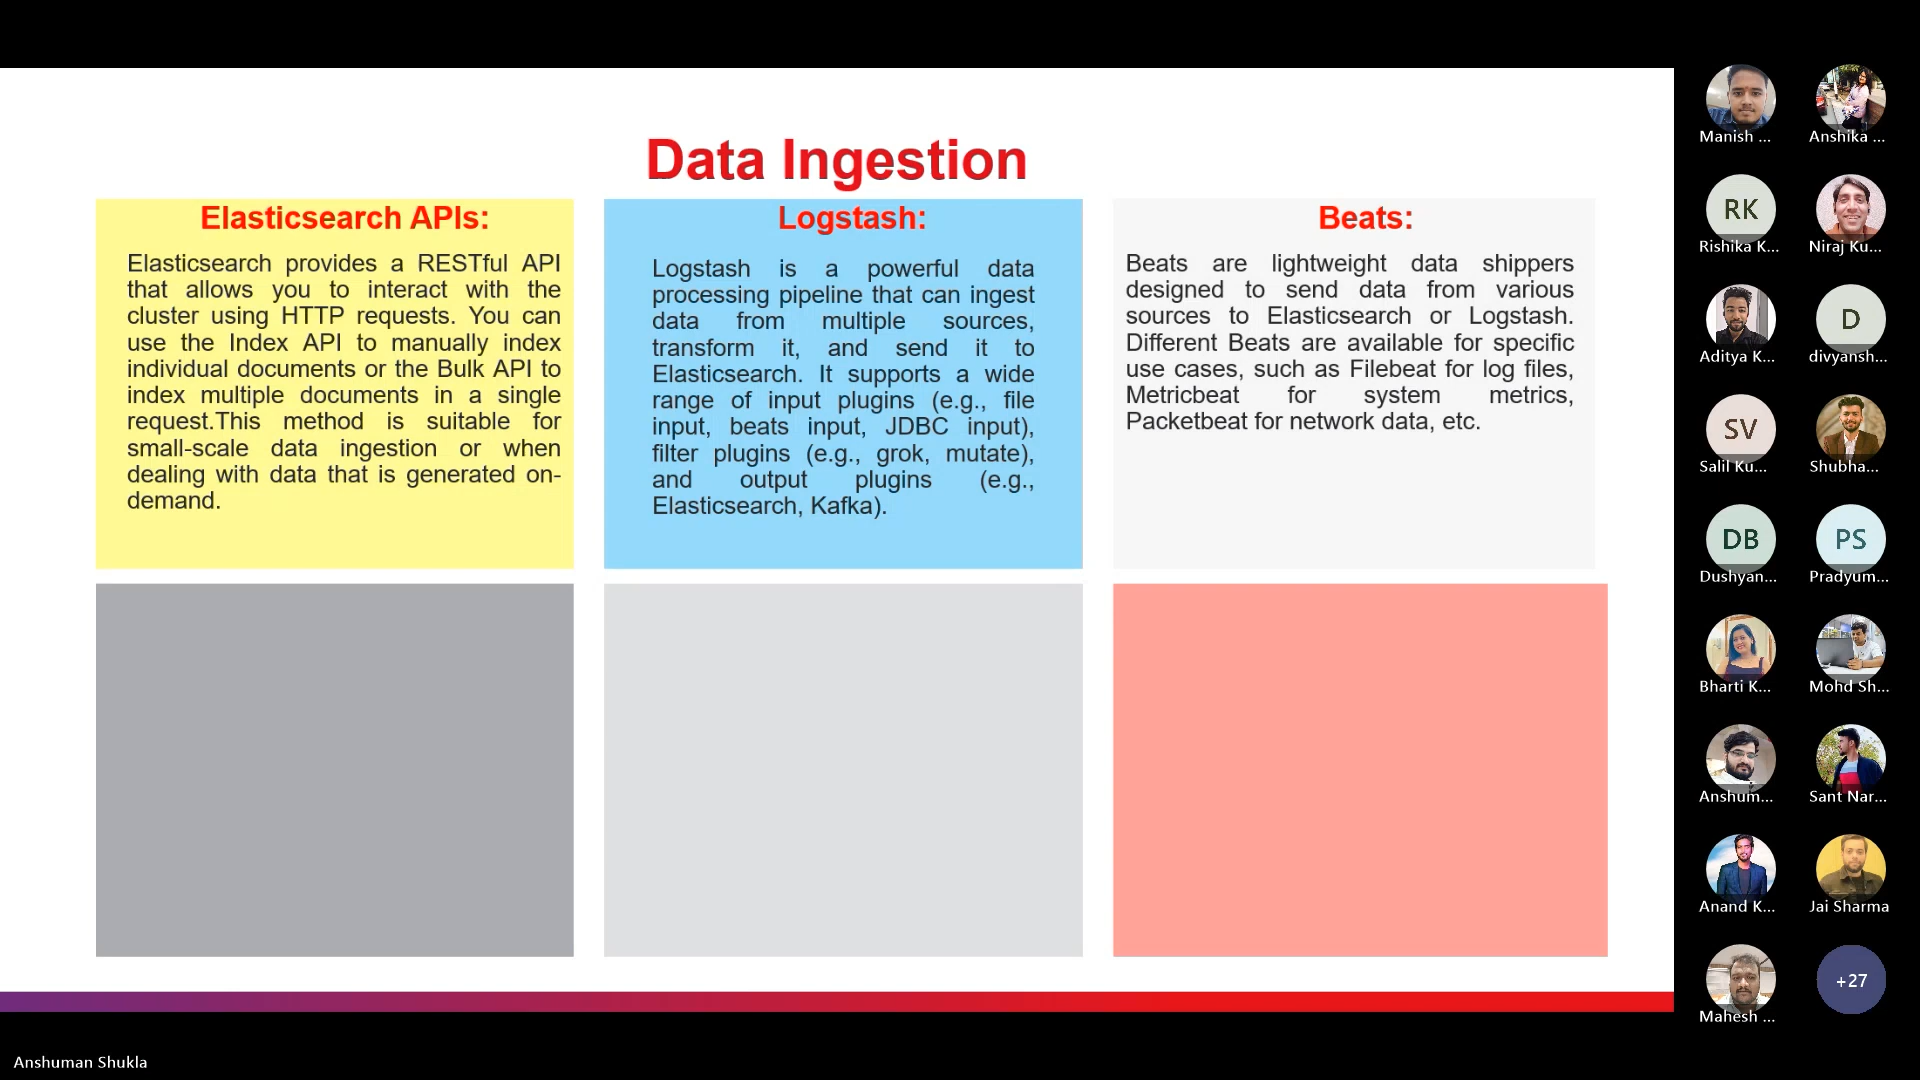 Data Ingestion
Elasticsearch APIs:
Elasticsearch provides a RESTful API
that allows you to interact with the
cluster using HTTP requests. You can
use the Index API to manually index
individual documents or the Bulk API to
index multiple documents in a single
request.This method is suitable for
small-scale data ingestion or when
dealing with data that is generated on-
demand.
Logstash:
Logstash is a powerful data
processing pipeline that can ingest
data from multiple sources,
transform it, and send it to
Elasticsearch. It supports a wide
range of input plugins (e.g., file
input, beats input, JDBC input),
filter plugins (e.g., grok, mutate),
and output plugins (e.g.,
Elasticsearch, Kafka).
Beats:
Beats are lightweight data shippers
designed to send data from various
sources to Elasticsearch or Logstash.
Different Beats are available for specific
use cases, such as Filebeat for log files,
Metricbeat for system metrics,
Packetbeat for network data, etc.
Manish ...
Anshika ...
RK
Rishika K...
Niraj Ku...
Aditya K...
D
divyansh...
SV
Salil Ku...
Shubha...
DB
Dushyan...
PS
Pradyum...
Bharti K...
Mohd Sh...
Anshum...
Sant Nar...
Anand K...
Jai Sharma
Mahesh ...
+27
Anshuman Shukla